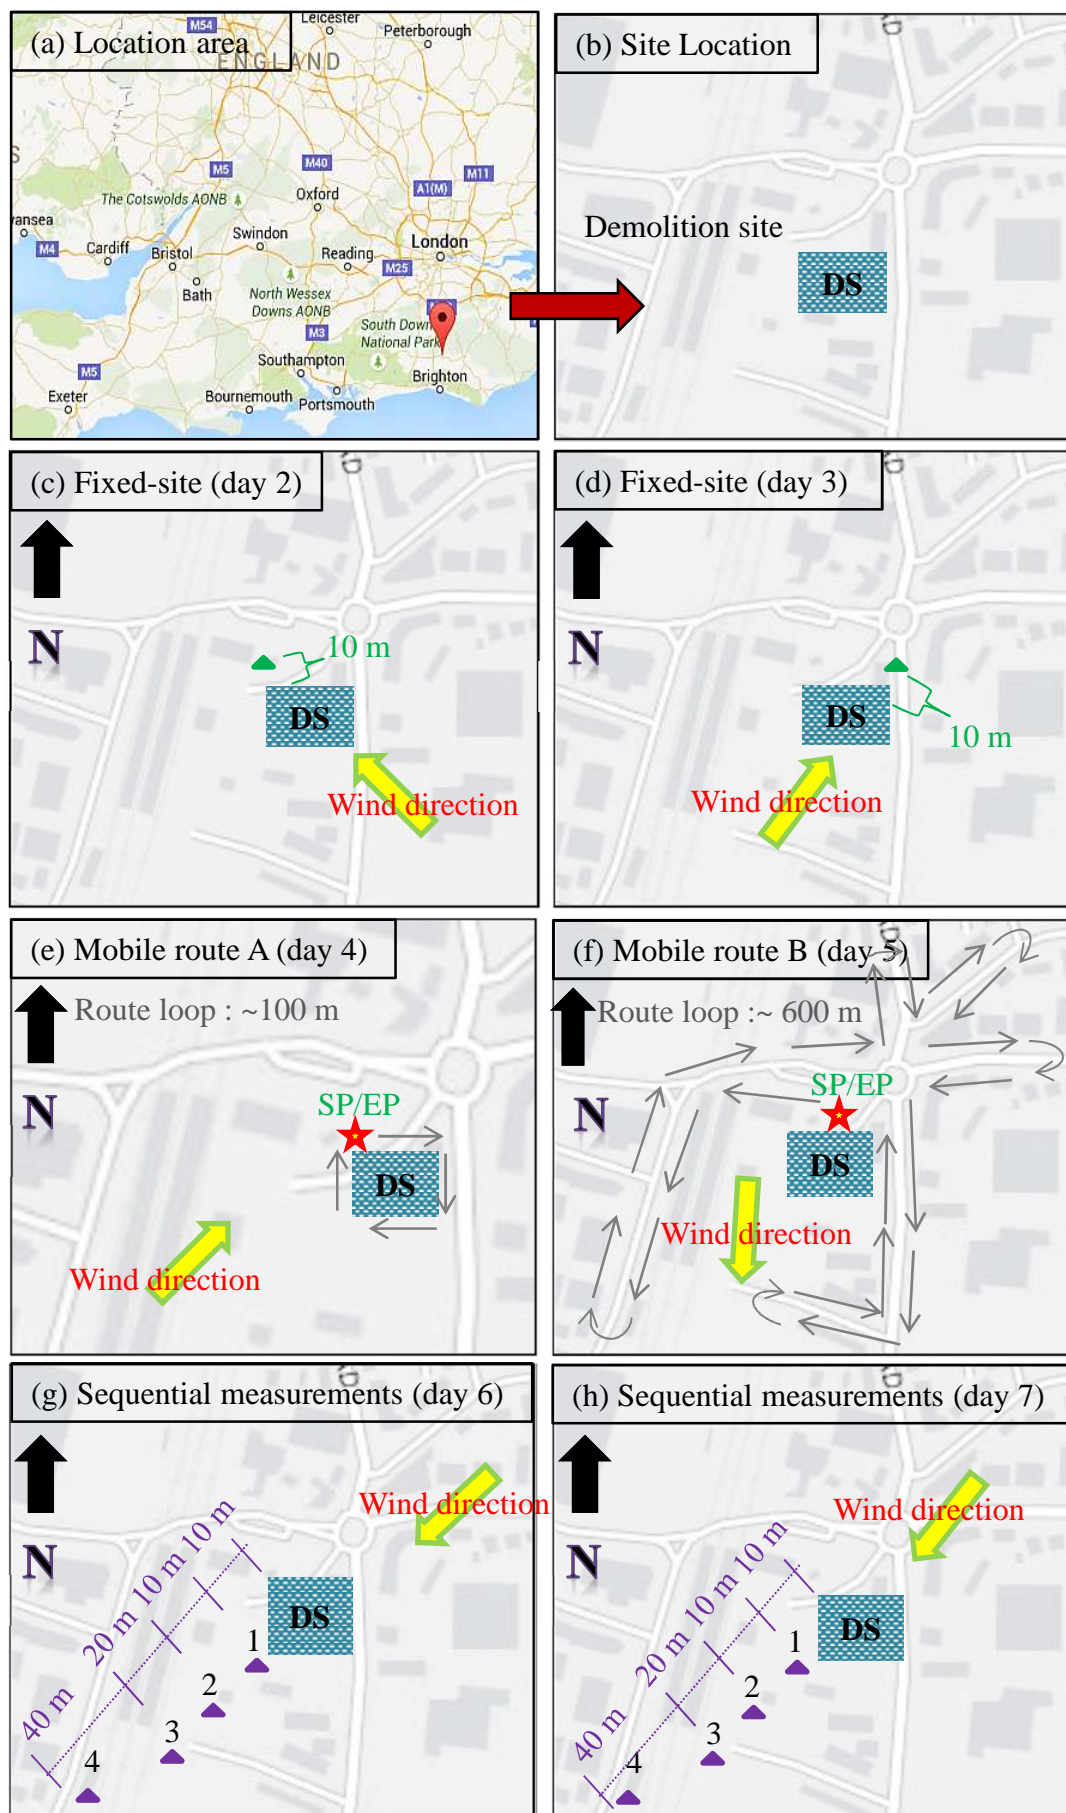 (a) Location area
M54
Leicester
Peterborough
ENGLAND
S
M5
M40
M11
A1(M)
The Cotswolds AONB
Oxford
vansea
M4
Cardiff
Bristol
Swindon
Reading
London
M25
Bath
North Wessex
Downs AONB
M3
South Down
National Park
Southampton
M5
Exeter
Bournemouth
Portsmouth
Brighton
(b) Site Location
Demolition site
DS
(c) Fixed-site (day 2)
N
10 m
DS
Wind direction
(d) Fixed-site (day 3)
N
DS
10 m
Wind direction
(e) Mobile route A (day 4)
Route loop : ~100 m
N
SP/EP
DS
Wind direction
(f) Mobile route B (day 5)
Route loop :~ 600 m
N
SP/EP
DS
Wind direction
(g) Sequential measurements (day 6)
Wind direction
N
40 m 20 m 10 m 10 m
DS
1
2
3
4
(h) Sequential measurements (day 7)
Wind direction
N
40 m 20 m 10 m 10 m
DS
1
2
3
4